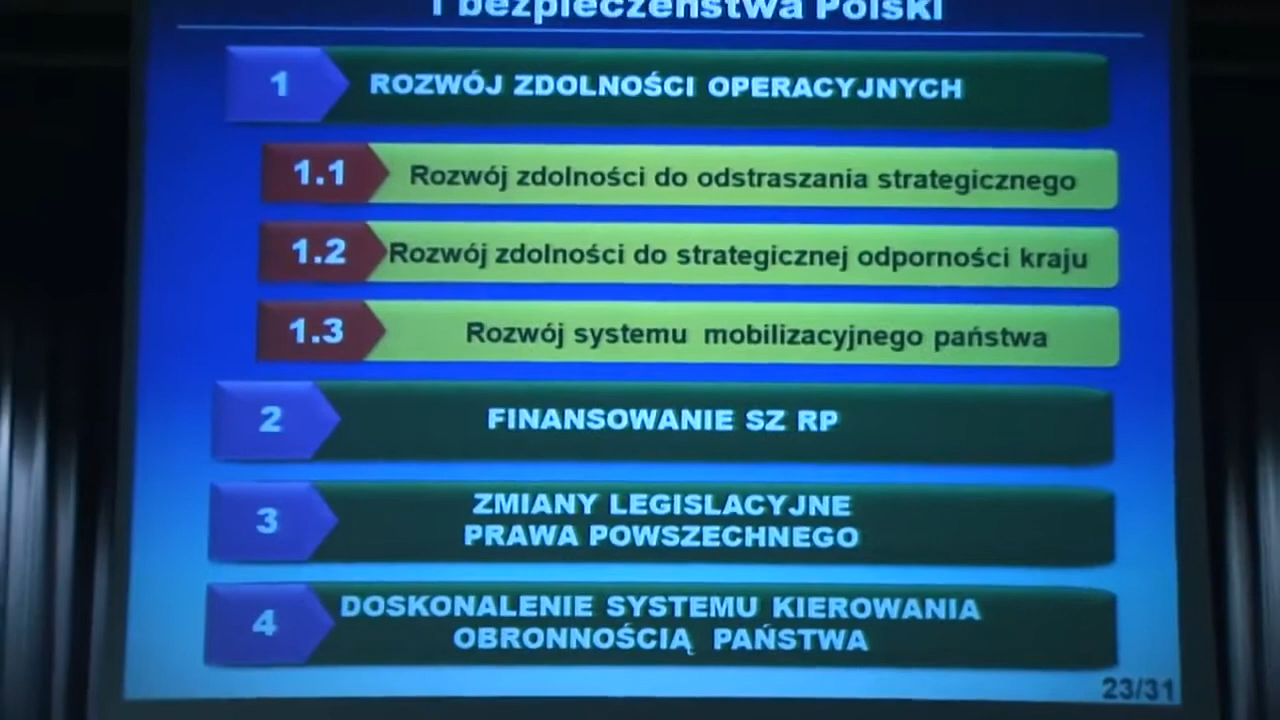 i bezpieczeństwa Polski
1 ROZWÓJ ZDOLNOŚCI OPERACYJNYCH
1.1 Rozwój zdolności do odstraszania strategicznego
1.2 Rozwój zdolności do strategicznej odporności kraju
1.3 Rozwój systemu mobilizacyjnego państwa
2 FINANSOWANIE SZ RP
3 ZMIANY LEGISLACYJNE
PRAWA POWSZECHNEGO
4 DOSKONALENIE SYSTEMU KIEROWANIA
OBRONNOŚCIĄ PAŃSTWA
23/31